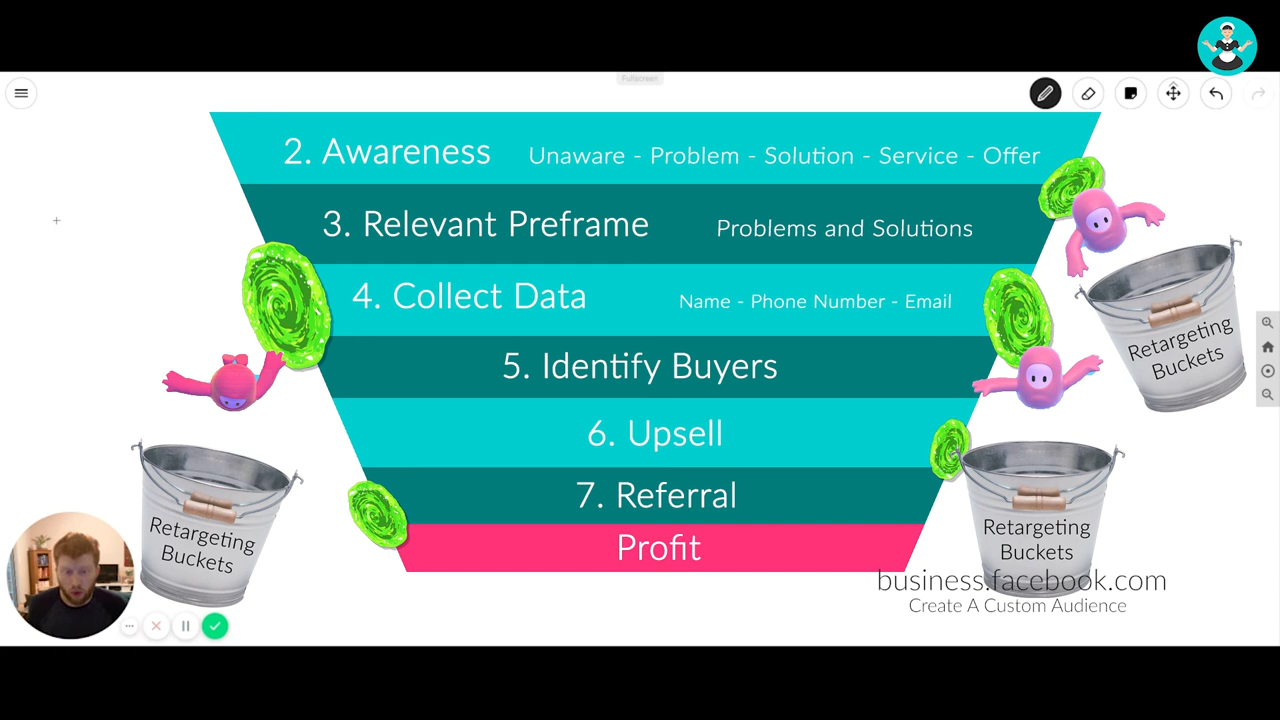 Fullscreen
2. Awareness Unaware - Problem - Solution - Service - Offer
3. Relevant Preframe Problems and Solutions
4. Collect Data Name - Phone Number - Email
5. Identify Buyers
6. Upsell
7. Referral
Profit
Retargeting
Buckets
Retargeting
Buckets
Retargeting
Buckets
business.facebook.com
Create A Custom Audience